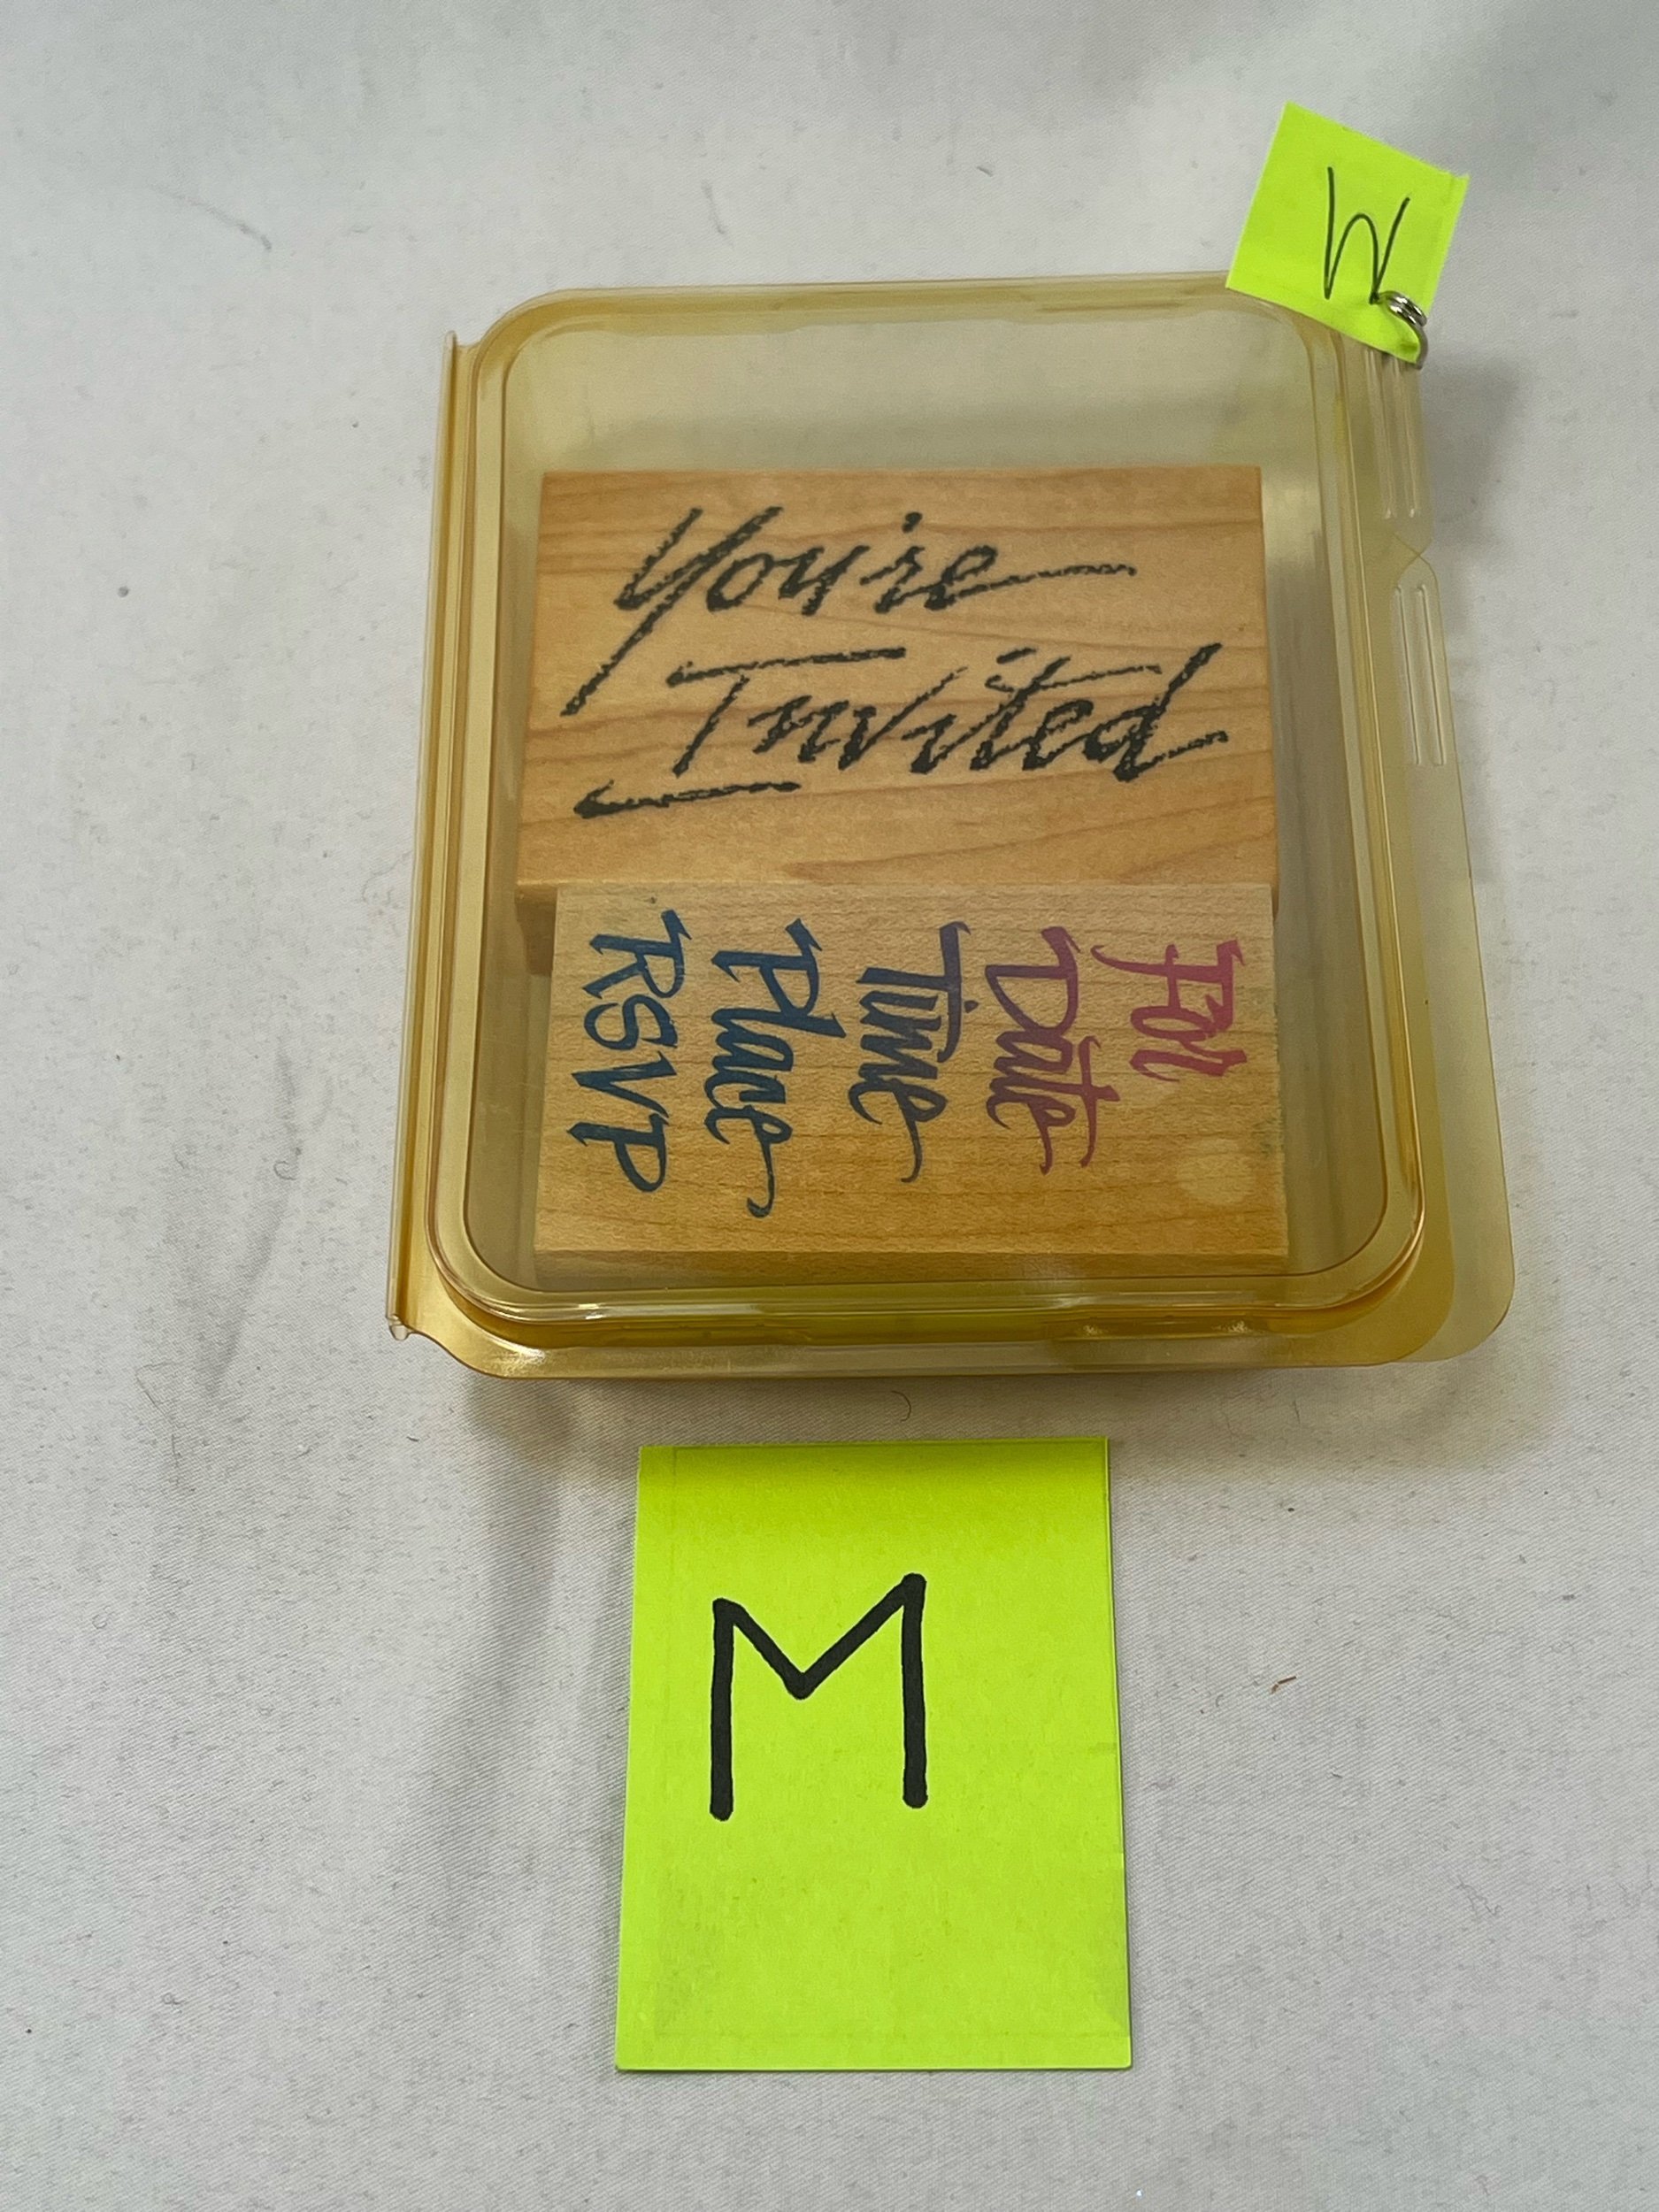 M
You're
Invited
For
Date
Time
Place
RSVP
M